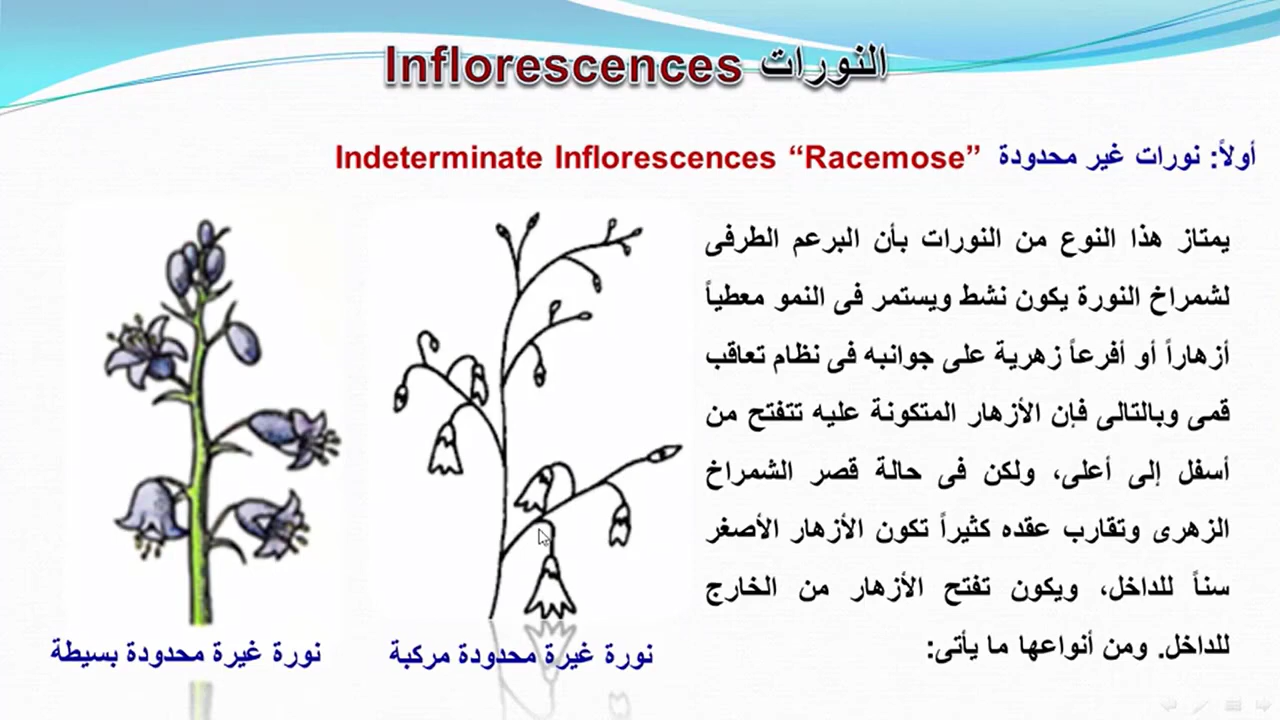 النورات Inflorescences
أولاً: نورات غير محدودة Indeterminate Inflorescences “Racemose”
يمتاز هذا النوع من النورات بأن البرعم الطرفى
لشمراخ النورة يكون نشط ويستمر فى النمو معطياً
أزهاراً أو أفرعاً زهرية على جوانبه فى نظام تعاقب
قمى وبالتالى فإن الأزهار المتكونة عليه تتفتح من
أسفل إلى أعلى، ولكن فى حالة قصر الشمراخ
الزهرى وتقارب عقده كثيراً تكون الأزهار الأصغر
سناً للداخل، ويكون تفتح الأزهار من الخارج
للداخل. ومن أنواعها ما يأتى:
نورة غيرة محدودة مركبة
نورة غيرة محدودة بسيطة